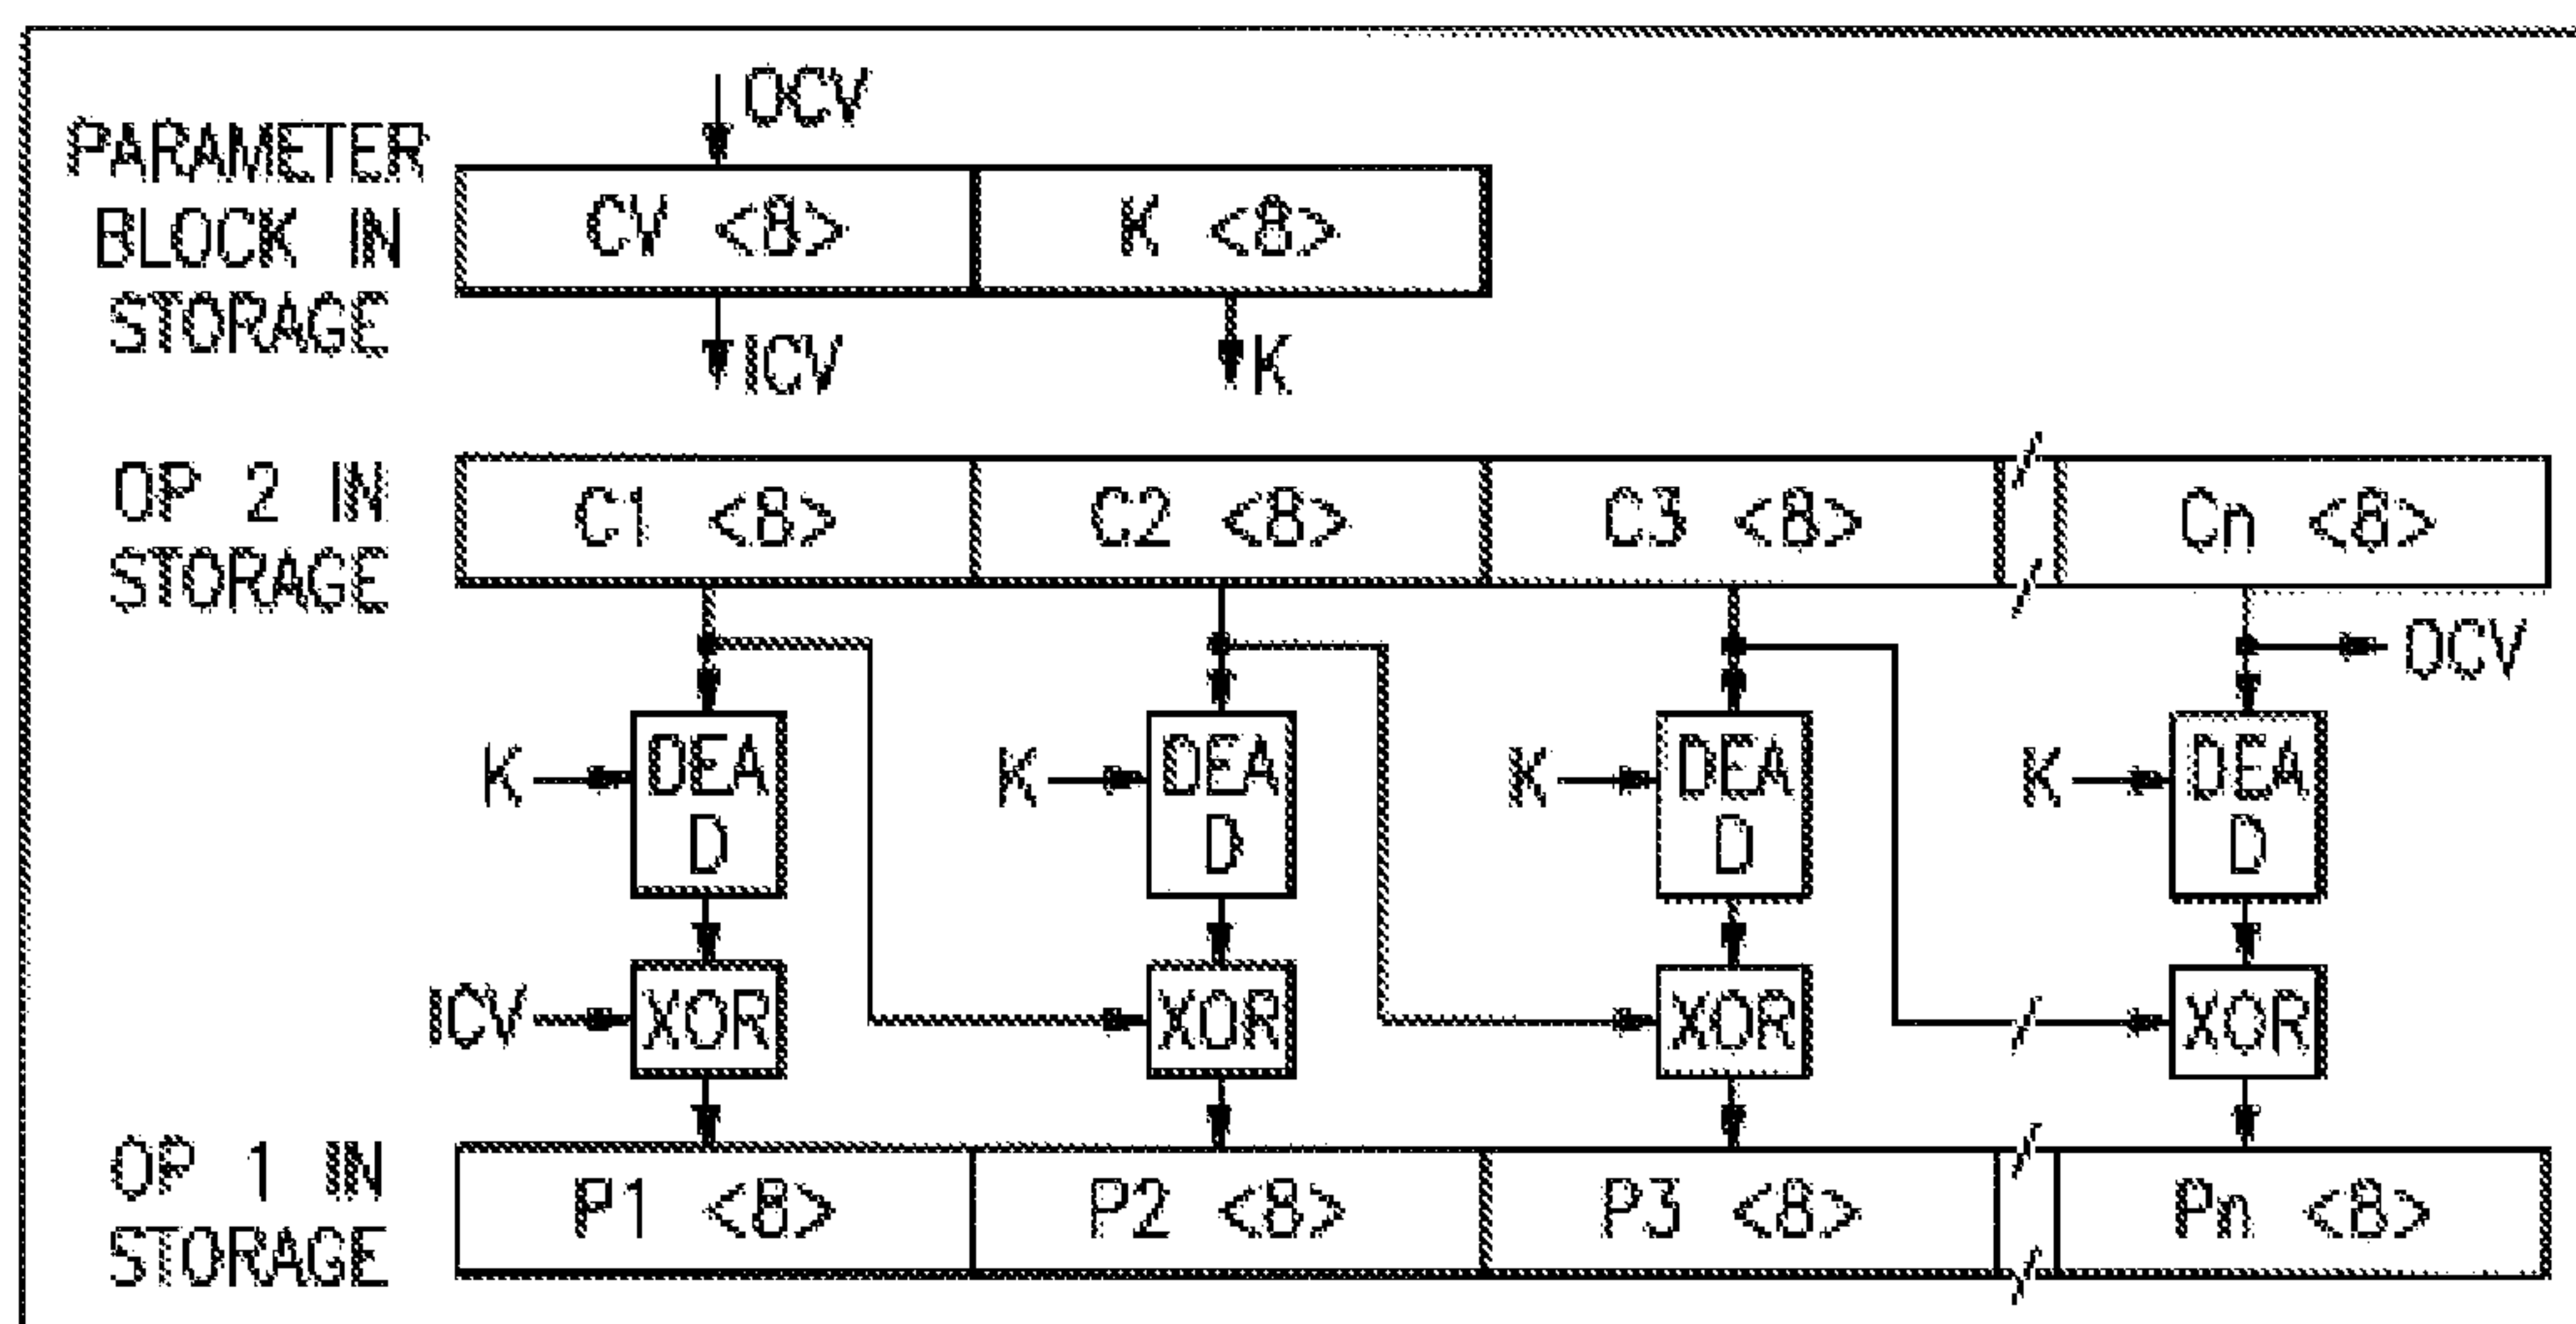 OCV
PARAMETER
BLOCK IN
STORAGE
CV <8> K <8>
ICV K
OP 2 IN
STORAGE
C1 <8> C2 <8> C3 <8> Cn <8>
OCV
K DEA K DEA K DEA K DEA
D D D D
ICV XOR XOR XOR XOR
OP 1 IN
STORAGE
P1 <8> P2 <8> P3 <8> Pn <8>